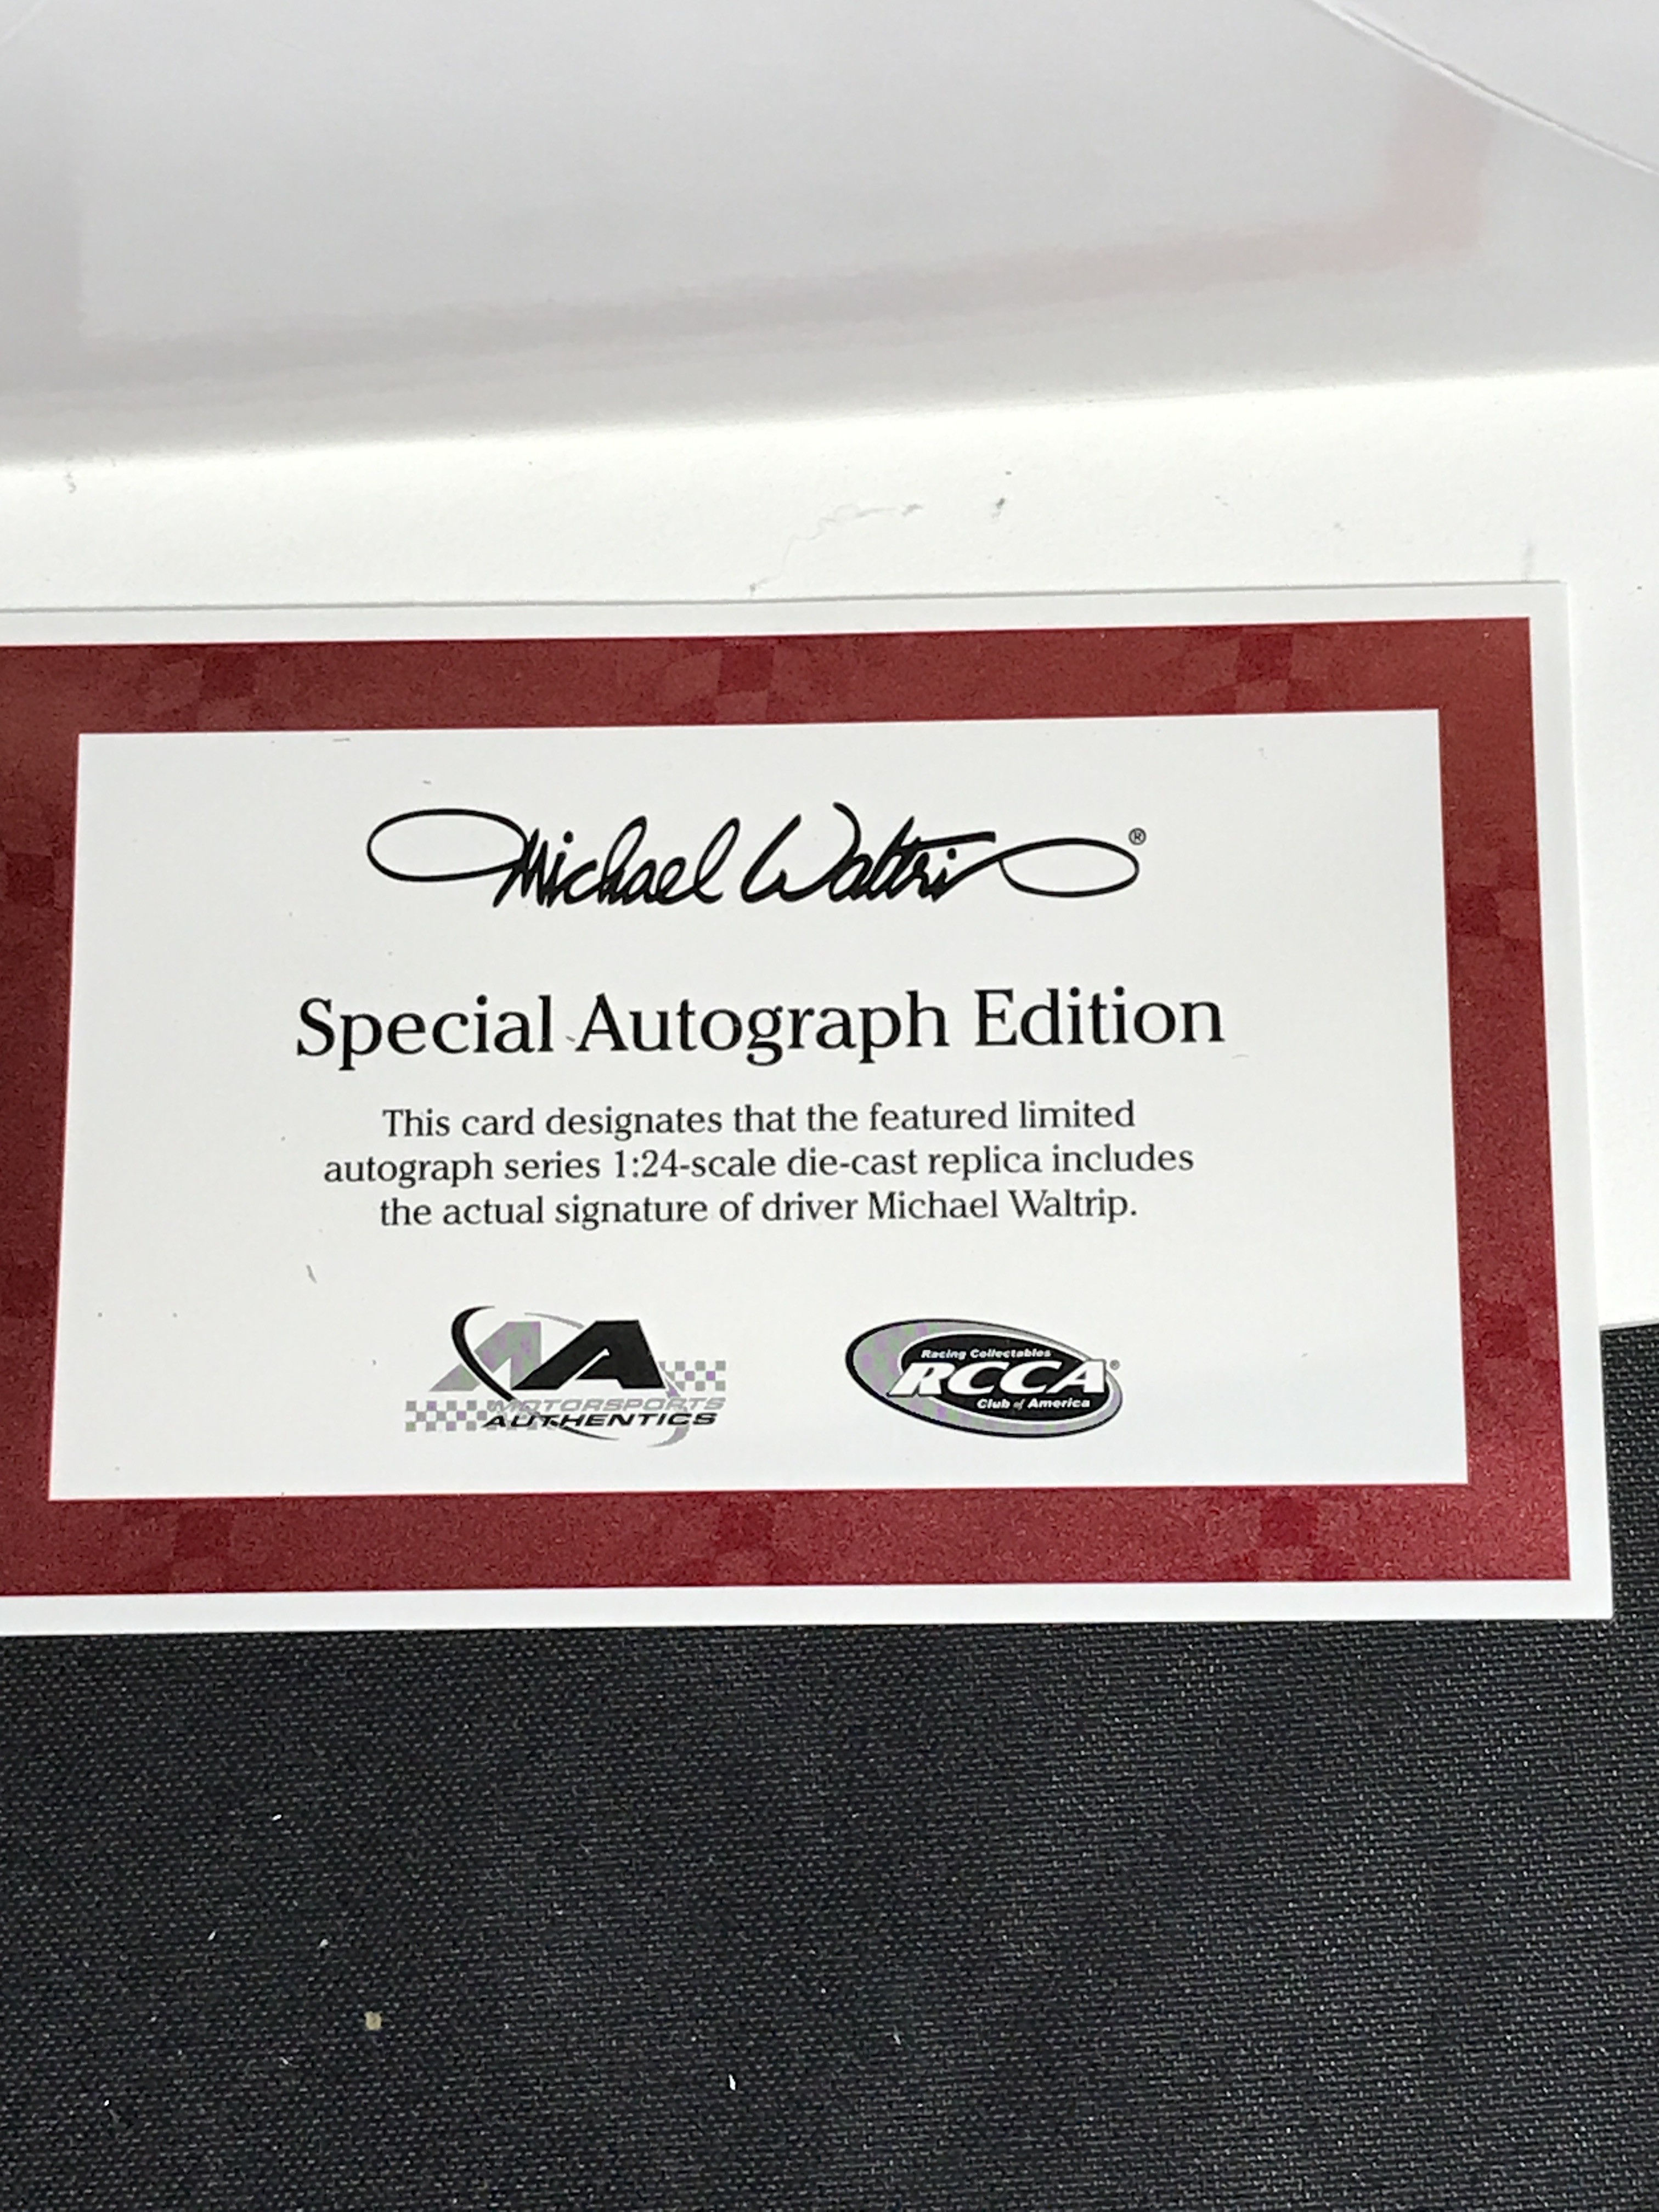 Michael Waltrip ®
Special Autograph Edition
This card designates that the featured limited
autograph series 1:24-scale die-cast replica includes
the actual signature of driver Michael Waltrip.
MA
MOTORSPORTS
AUTHENTICS
Racing Collectables
RCCA ®
Club of America